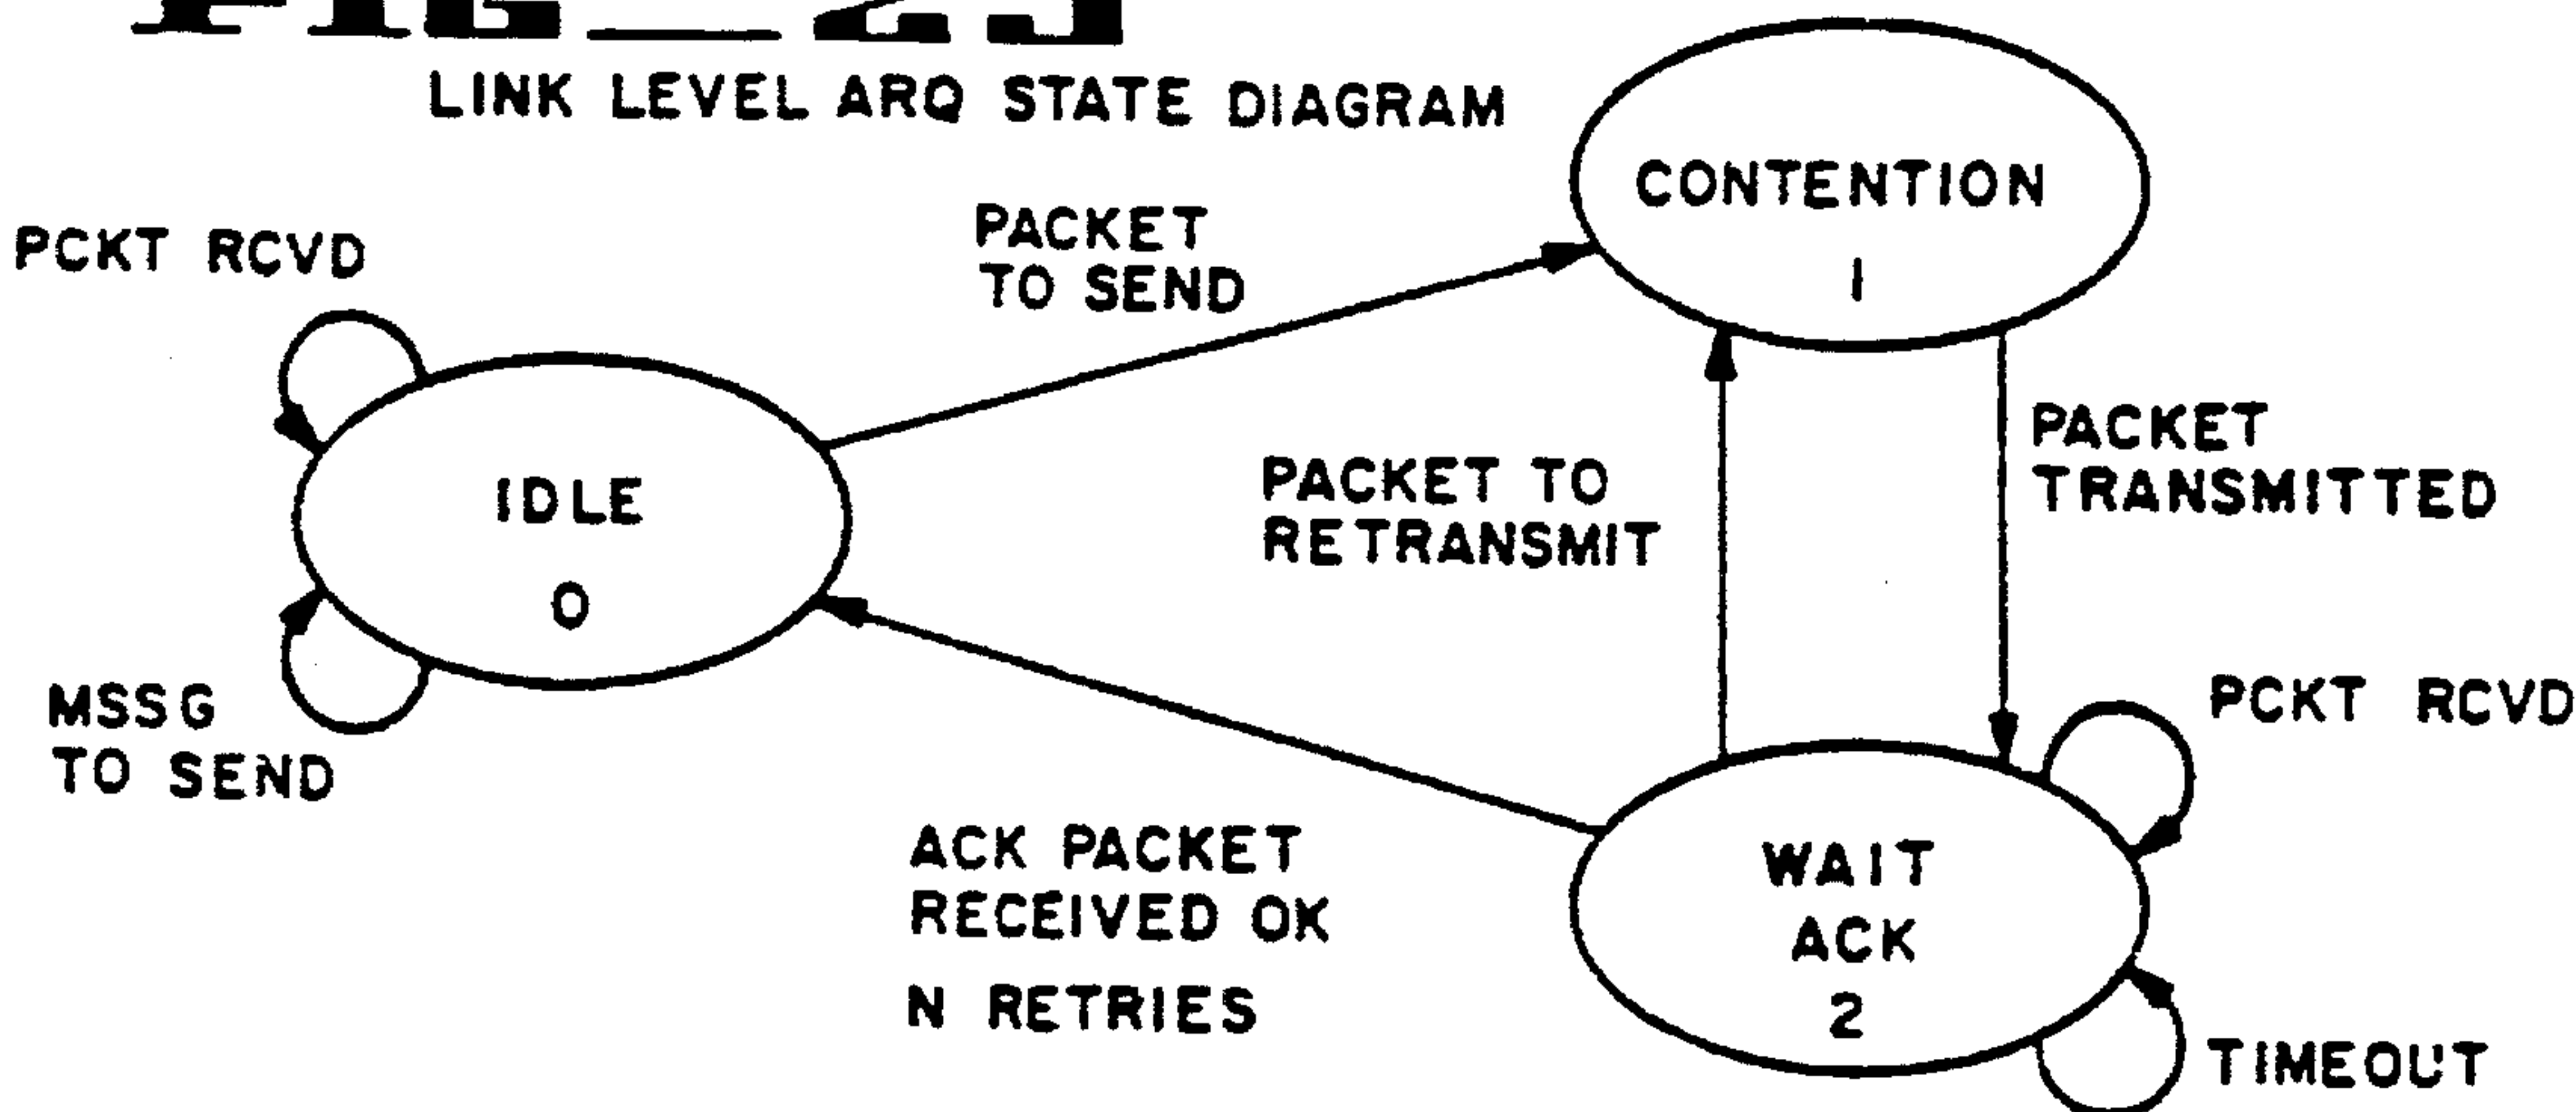 LINK LEVEL ARQ STATE DIAGRAM
CONTENTION
1
PACKET
TO SEND
PCKT RCVD
IDLE
0
PACKET TO
RETRANSMIT
PACKET
TRANSMITTED
MSSG
TO SEND
PCKT RCVD
ACK PACKET
RECEIVED OK
N RETRIES
WAIT
ACK
2
TIMEOUT